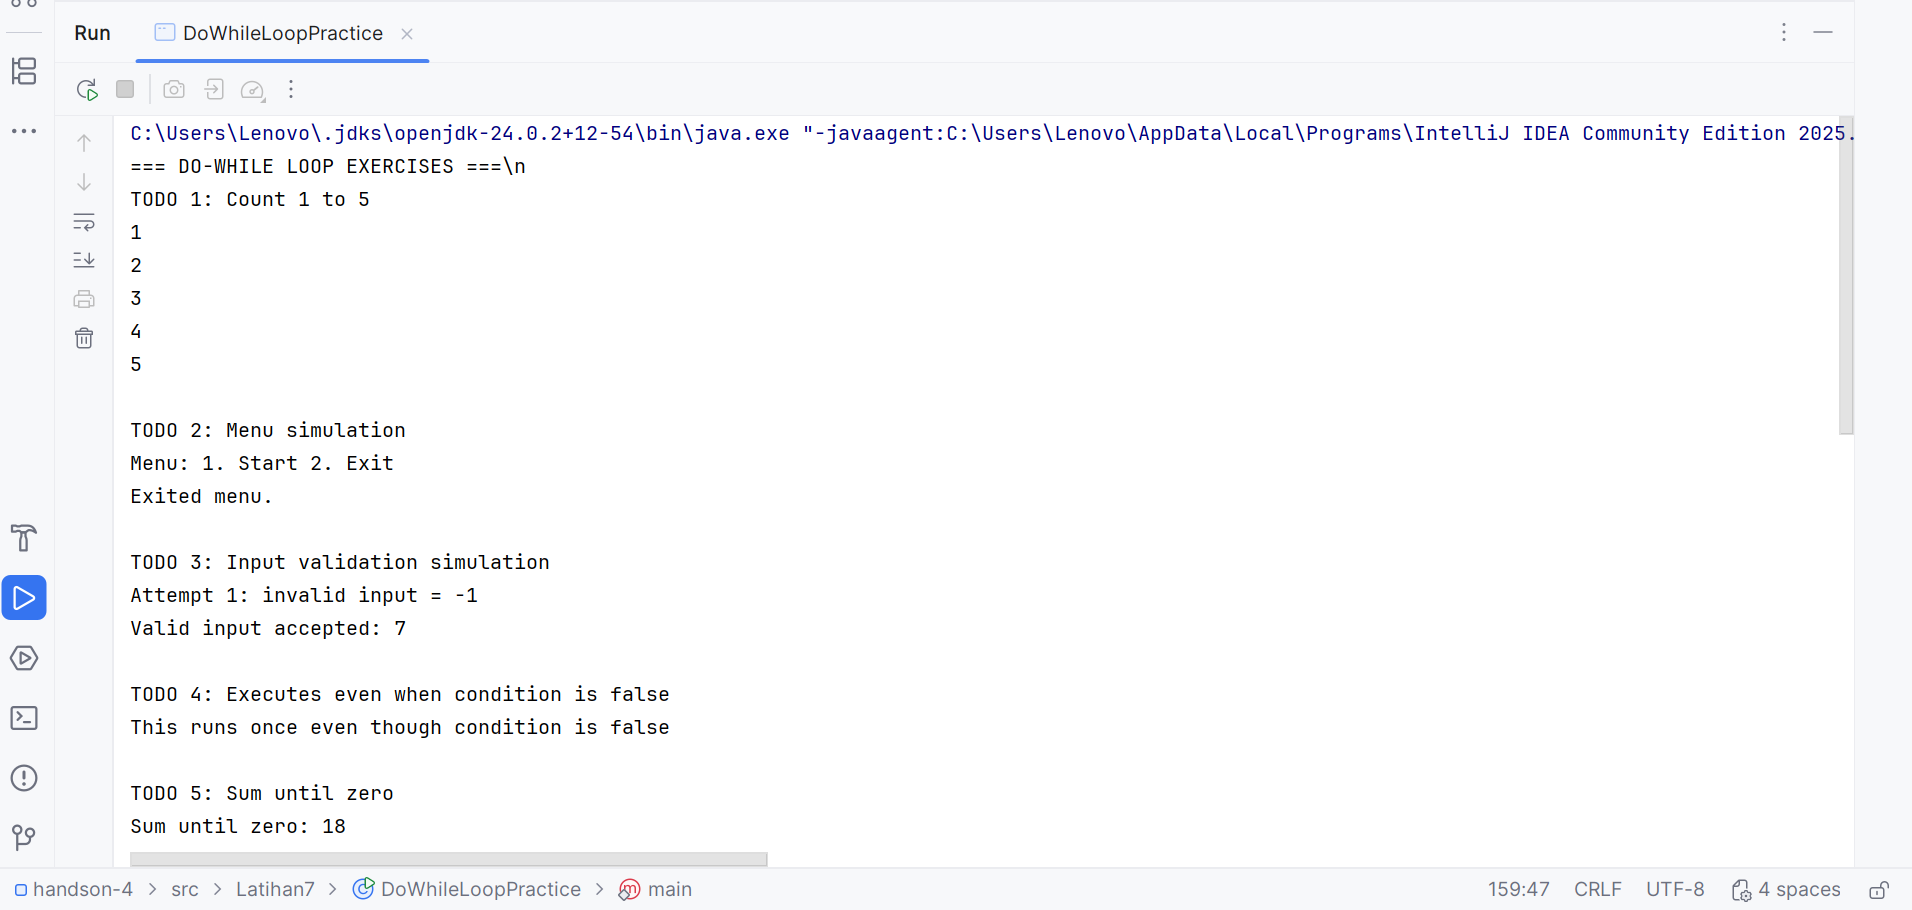 Run DoWhileLoopPractice
C:\Users\Lenovo\.jdks\openjdk-24.0.2+12-54\bin\java.exe "-javaagent:C:\Users\Lenovo\AppData\Local\Programs\IntelliJ IDEA Community Edition 2025.
=== DO-WHILE LOOP EXERCISES ===\n
TODO 1: Count 1 to 5
1
2
3
4
5
TODO 2: Menu simulation
Menu: 1. Start 2. Exit
Exited menu.
TODO 3: Input validation simulation
Attempt 1: invalid input = -1
Valid input accepted: 7
TODO 4: Executes even when condition is false
This runs once even though condition is false
TODO 5: Sum until zero
Sum until zero: 18
handson-4 > src > Latihan7 > DoWhileLoopPractice > main 159:47 CRLF UTF-8 4 spaces